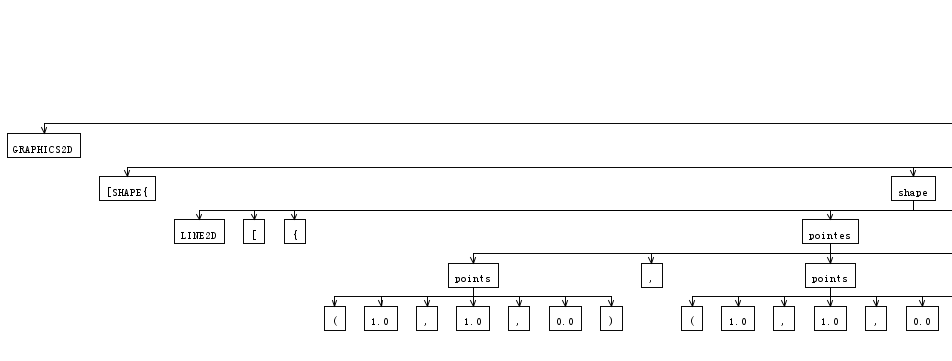 GRAPHICS2D
[SHAPE{ shape
LINE2D [ { pointes
points , points
( 1.0 , 1.0 , 0.0 ) ( 1.0 , 1.0 , 0.0